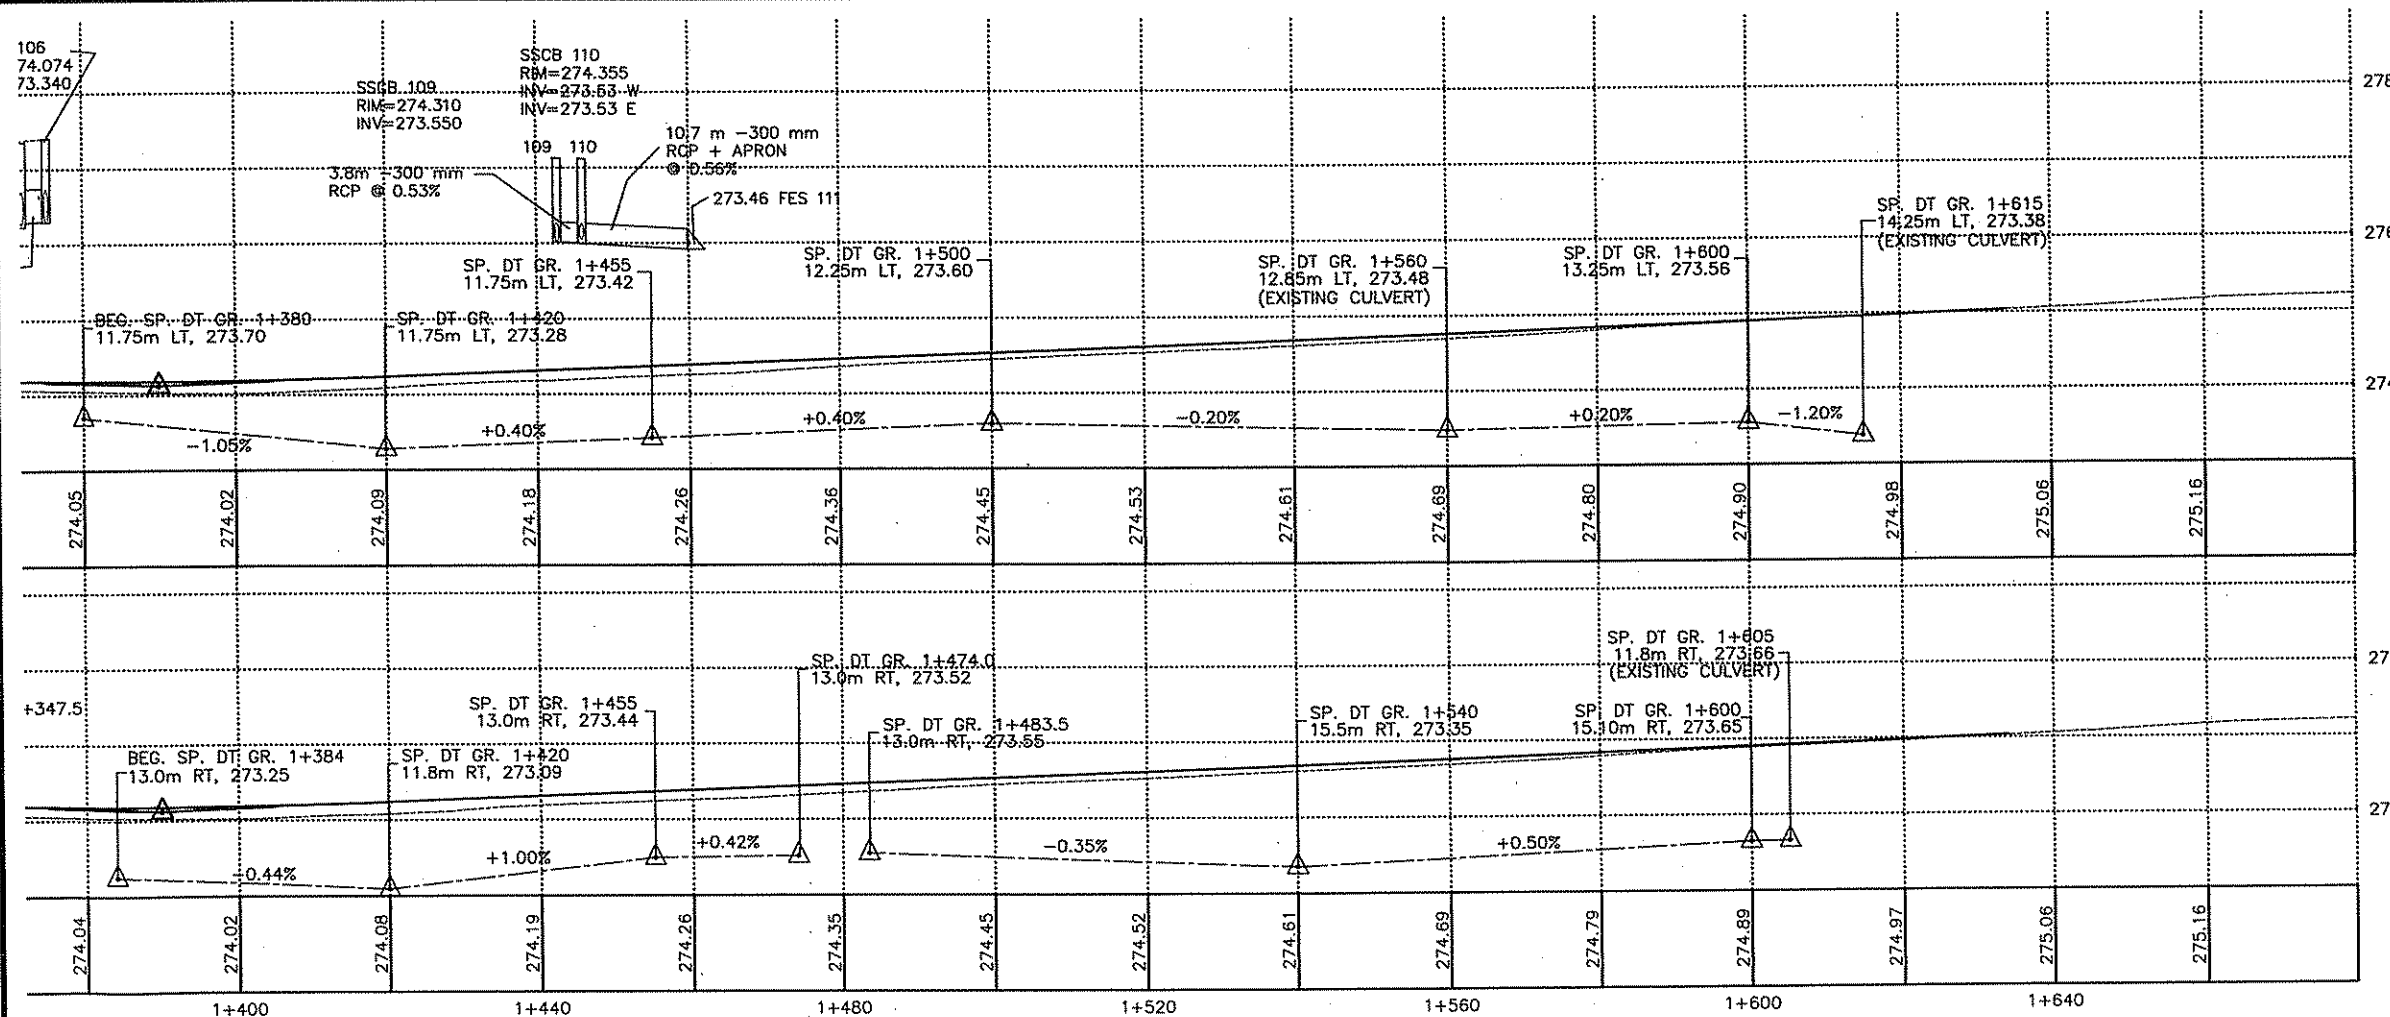 106
74.074
73.340
SSCB 109
RIM=274.310
INV=273.550
SSCB 110
RIM=274.355
INV=273.53 W
INV=273.53 E
109 110
10.7 m -300 mm
RCP + APRON
@ 0.56%
3.8m -300 mm
RCP @ 0.53%
273.46 FES 111
278
SP. DT GR. 1+455
11.75m LT, 273.42
SP. DT GR. 1+500
12.25m LT, 273.60
SP. DT GR. 1+560
12.85m LT, 273.48
(EXISTING CULVERT)
SP. DT GR. 1+600
13.25m LT, 273.56
SP. DT GR. 1+615
14.25m LT, 273.38
(EXISTING CULVERT)
276
BEG. SP. DT GR. 1+380
11.75m LT, 273.70
SP. DT GR. 1+420
11.75m LT, 273.28
274
-1.05% +0.40% +0.40% -0.20% +0.20% -1.20%
274.05 274.02 274.09 274.18 274.26 274.36 274.45 274.53 274.61 274.69 274.80 274.90 274.98 275.06 275.16
+347.5
BEG. SP. DT GR. 1+384
13.0m RT, 273.25
SP. DT GR. 1+420
11.8m RT, 273.09
SP. DT GR. 1+455
13.0m RT, 273.44
SP. DT GR. 1+474.0
13.0m RT, 273.52
SP. DT GR. 1+483.5
13.0m RT, 273.55
SP. DT GR. 1+540
15.5m RT, 273.35
SP. DT GR. 1+600
15.10m RT, 273.65
SP. DT GR. 1+605
11.8m RT, 273.66
(EXISTING CULVERT)
27
27
-0.44% +1.00% +0.42% -0.35% +0.50%
274.04 274.02 274.08 274.19 274.26 274.35 274.45 274.52 274.61 274.69 274.79 274.89 274.97 275.06 275.16
1+400 1+440 1+480 1+520 1+560 1+600 1+640